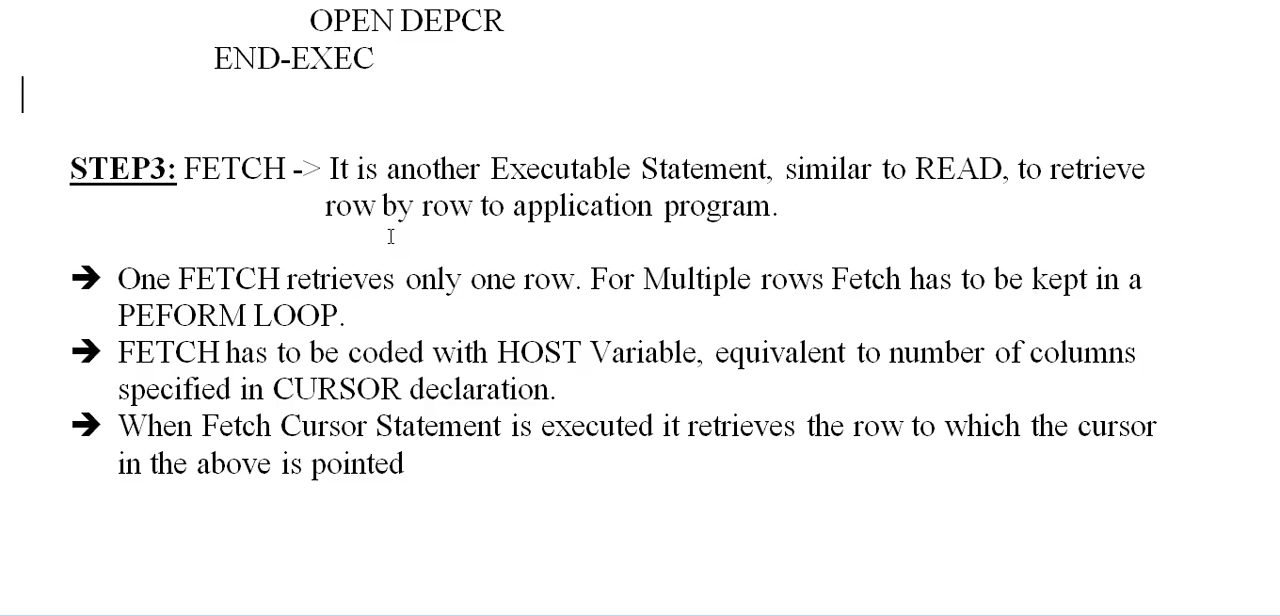 OPEN DEPCR
END-EXEC
STEP3: FETCH -> It is another Executable Statement, similar to READ, to retrieve
row by row to application program.
➔ One FETCH retrieves only one row. For Multiple rows Fetch has to be kept in a
PEFORM LOOP.
➔ FETCH has to be coded with HOST Variable, equivalent to number of columns
specified in CURSOR declaration.
➔ When Fetch Cursor Statement is executed it retrieves the row to which the cursor
in the above is pointed